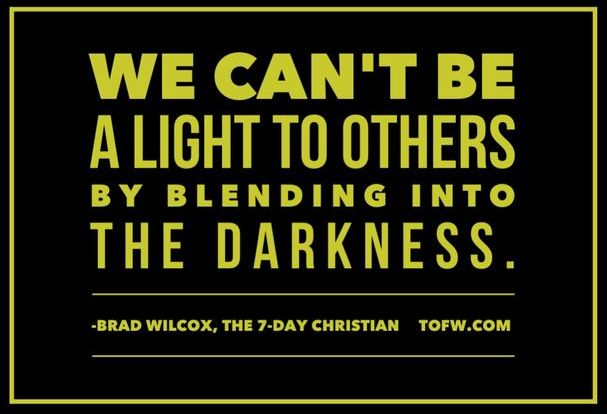 WE CAN'T BE
A LIGHT TO OTHERS
BY BLENDING INTO
THE DARKNESS.
-BRAD WILCOX, THE 7-DAY CHRISTIAN TOFW.COM